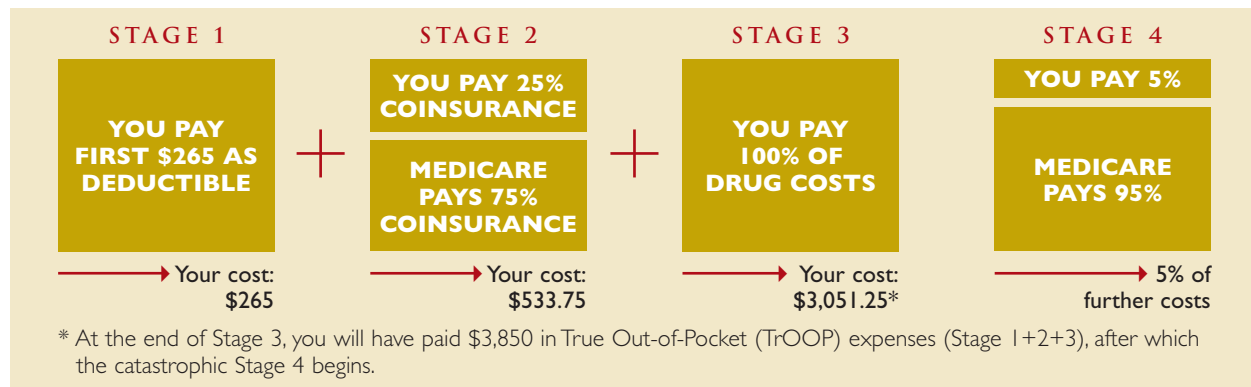 STAGE 1
YOU PAY
FIRST $265 AS
DEDUCTIBLE
Your cost:
$265
STAGE 2
YOU PAY 25%
COINSURANCE
MEDICARE
PAYS 75%
COINSURANCE
Your cost:
$533.75
STAGE 3
YOU PAY
100% OF
DRUG COSTS
Your cost:
$3,051.25*
STAGE 4
YOU PAY 5%
MEDICARE
PAYS 95%
5% of
further costs
* At the end of Stage 3, you will have paid $3,850 in True Out-of-Pocket (TrOOP) expenses (Stage 1+2+3), after which
the catastrophic Stage 4 begins.